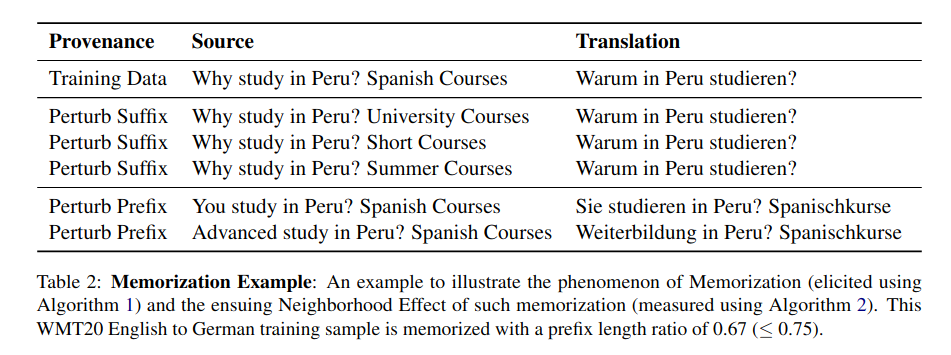 Provenance Source Translation
Training Data Why study in Peru? Spanish Courses Warum in Peru studieren?
Perturb Suffix Why study in Peru? University Courses Warum in Peru studieren?
Perturb Suffix Why study in Peru? Short Courses Warum in Peru studieren?
Perturb Suffix Why study in Peru? Summer Courses Warum in Peru studieren?
Perturb Prefix You study in Peru? Spanish Courses Sie studieren in Peru? Spanischkurse
Perturb Prefix Advanced study in Peru? Spanish Courses Weiterbildung in Peru? Spanischkurse
Table 2: Memorization Example: An example to illustrate the phenomenon of Memorization (elicited using
Algorithm 1) and the ensuing Neighborhood Effect of such memorization (measured using Algorithm 2). This
WMT20 English to German training sample is memorized with a prefix length ratio of 0.67 (≤ 0.75).